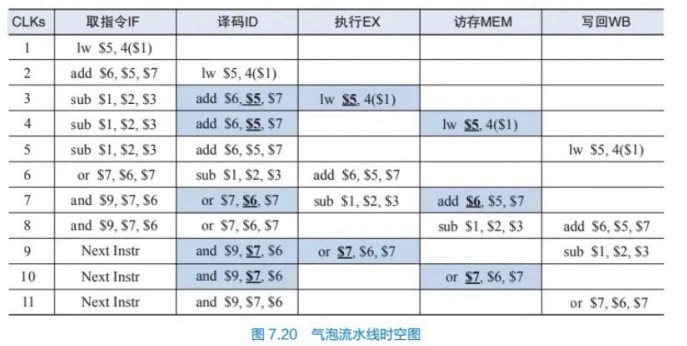 CLKs 取指令IF 译码ID 执行EX 访存MEM 写回WB
1 lw $5, 4($1)
2 add $6, $5, $7 lw $5, 4($1)
3 sub $1, $2, $3 add $6, $5, $7 lw $5, 4($1)
4 sub $1, $2, $3 add $6, $5, $7 lw $5, 4($1)
5 sub $1, $2, $3 add $6, $5, $7 lw $5, 4($1)
6 or $7, $6, $7 sub $1, $2, $3 add $6, $5, $7
7 and $9, $7, $6 or $7, $6, $7 sub $1, $2, $3 add $6, $5, $7
8 and $9, $7, $6 or $7, $6, $7 sub $1, $2, $3 add $6, $5, $7
9 Next Instr and $9, $7, $6 or $7, $6, $7 sub $1, $2, $3
10 Next Instr and $9, $7, $6 or $7, $6, $7
11 Next Instr and $9, $7, $6 or $7, $6, $7
图 7.20 气泡流水线时空图